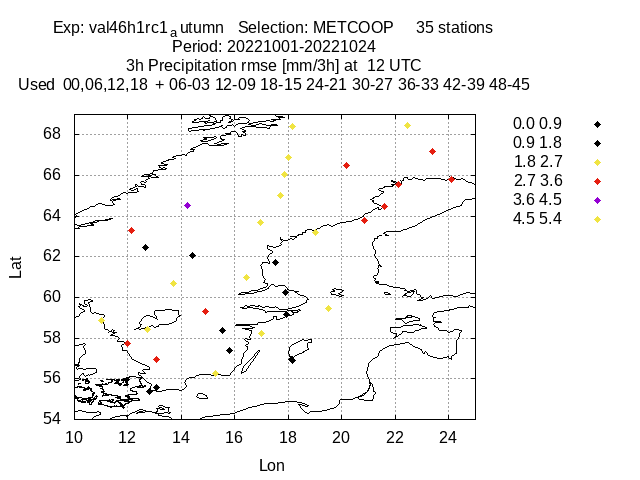 Exp: val46h1rc1_autumn Selection: METCOOP 35 stations
Period: 20221001-20221024
3h Precipitation rmse [mm/3h] at 12 UTC
Used 00,06,12,18 + 06-03 12-09 18-15 24-21 30-27 36-33 42-39 48-45
0.0 0.9
0.9 1.8
1.8 2.7
2.7 3.6
3.6 4.5
4.5 5.4
Lat
68
66
64
62
60
58
56
54
10 12 14 16 18 20 22 24
Lon